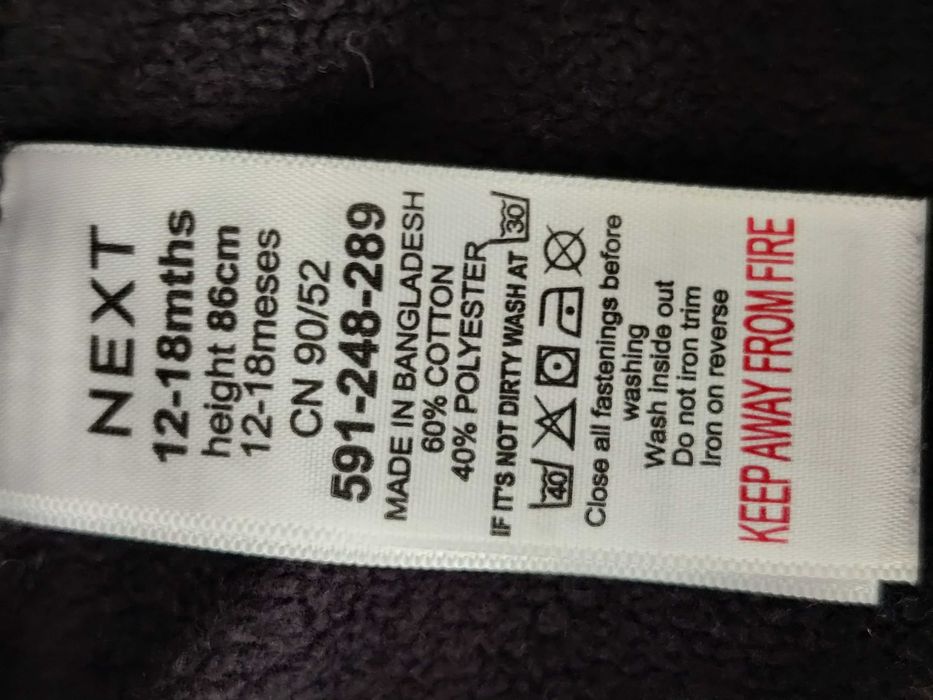 NEXT
12-18mths
height 86cm
12-18meses
CN 90/52
591-248-289
MADE IN BANGLADESH
60% COTTON
40% POLYESTER
IF IT'S NOT DIRTY WASH AT 30
40
Close all fastenings before
washing
Wash inside out
Do not iron trim
Iron on reverse
KEEP AWAY FROM FIRE